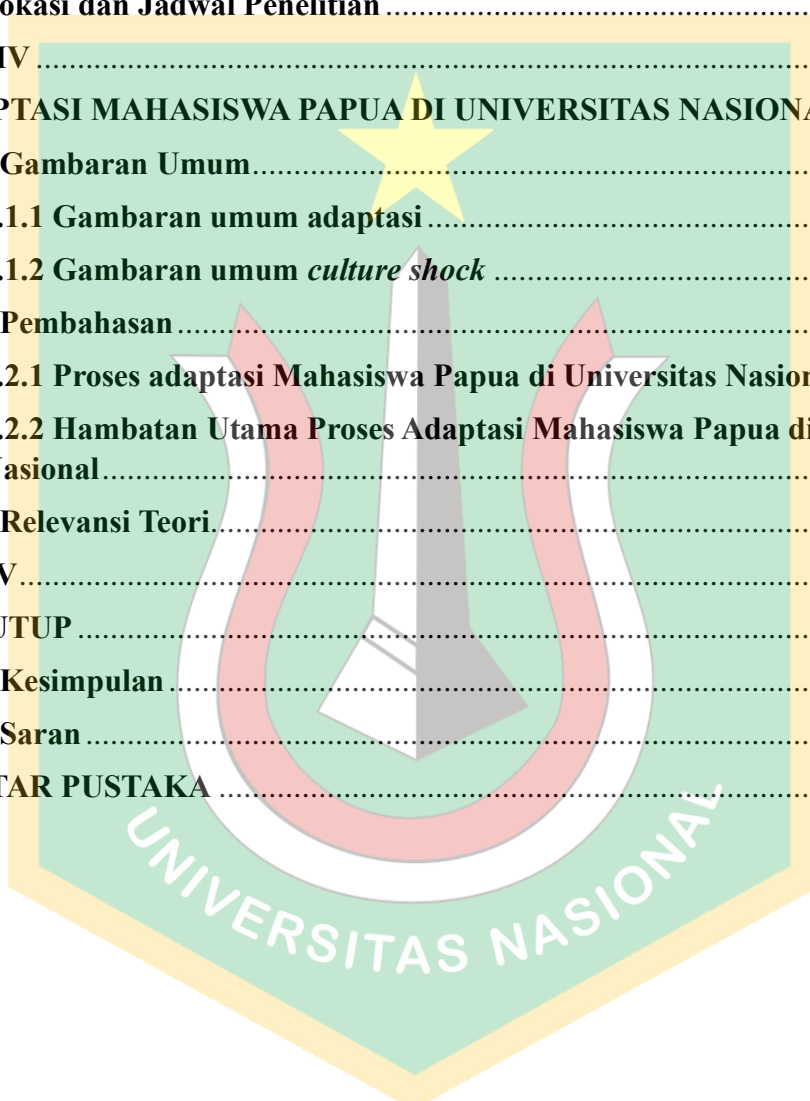 okasi dan Jadwal Penelitian ........................................................
IV ........................................................
PTASI MAHASISWA PAPUA DI UNIVERSITAS NASIONA
Gambaran Umum ........................................................
.1.1 Gambaran umum adaptasi ........................................................
.1.2 Gambaran umum culture shock ........................................................
Pembahasan ........................................................
.2.1 Proses adaptasi Mahasiswa Papua di Universitas Nasion
.2.2 Hambatan Utama Proses Adaptasi Mahasiswa Papua di
Nasional ........................................................
Relevansi Teori ........................................................
V ........................................................
UTUP ........................................................
Kesimpulan ........................................................
Saran ........................................................
TAR PUSTAKA ........................................................
UNIVERSITAS NASIONAL